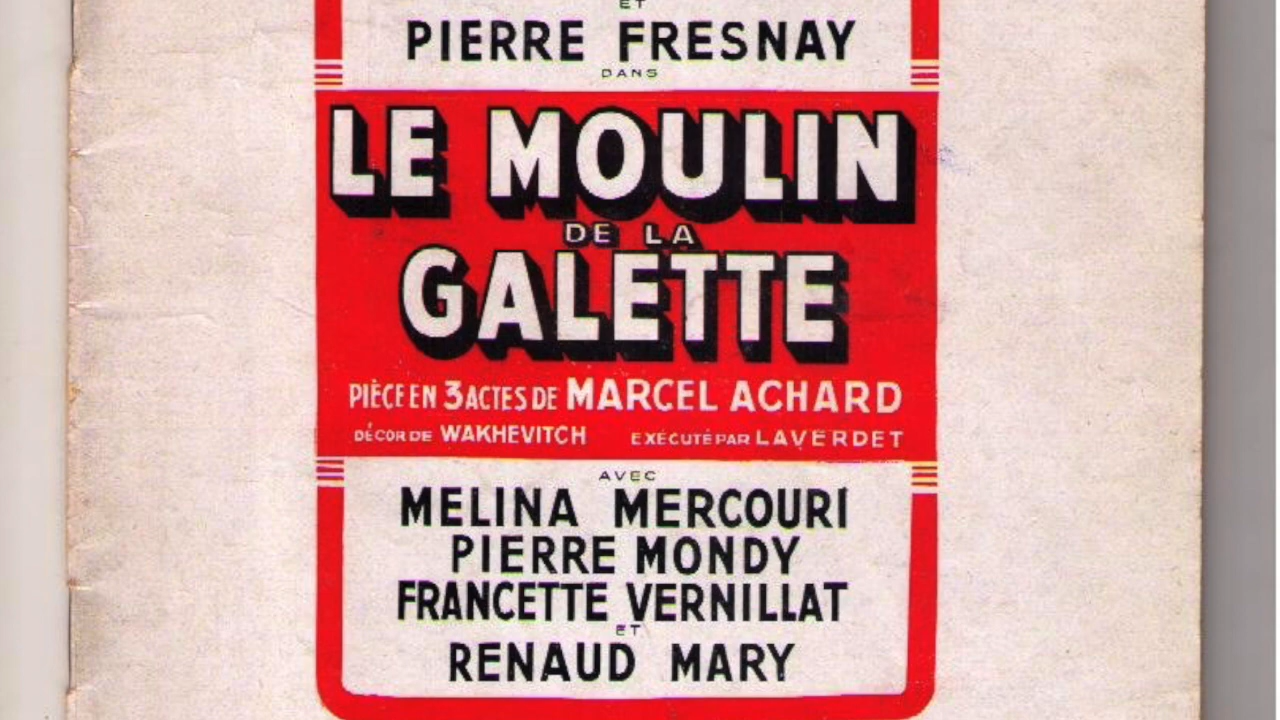 ET
PIERRE FRESNAY
DANS
LE MOULIN
DE LA
GALETTE
PIÈCE EN 3 ACTES DE MARCEL ACHARD
DÉCOR DE WAKHEVITCH EXÉCUTÉ PAR LAVERDET
AVEC
MELINA MERCOURI
PIERRE MONDY
FRANCETTE VERNILLAT
ET
RENAUD MARY